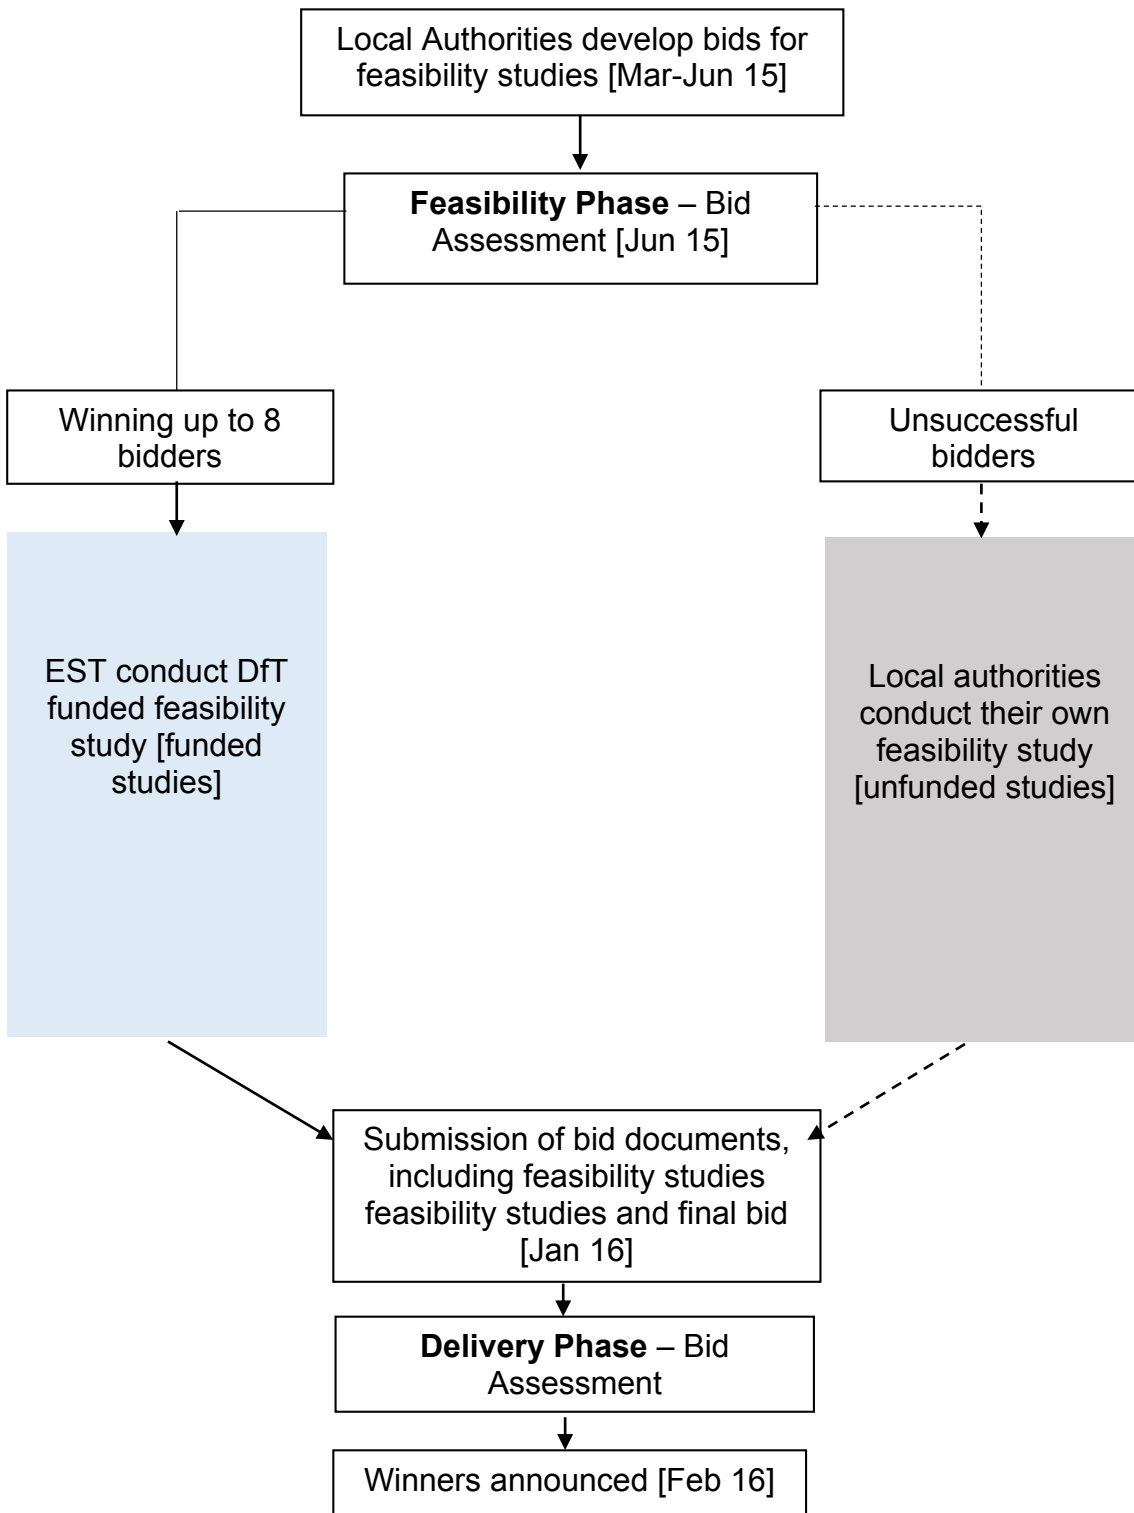 Local Authorities develop bids for
feasibility studies [Mar-Jun 15]
Feasibility Phase – Bid
Assessment [Jun 15]
Winning up to 8
bidders
Unsuccessful
bidders
EST conduct DfT
funded feasibility
study [funded
studies]
Local authorities
conduct their own
feasibility study
[unfunded studies]
Submission of bid documents,
including feasibility studies
feasibility studies and final bid
[Jan 16]
Delivery Phase – Bid
Assessment
Winners announced [Feb 16]